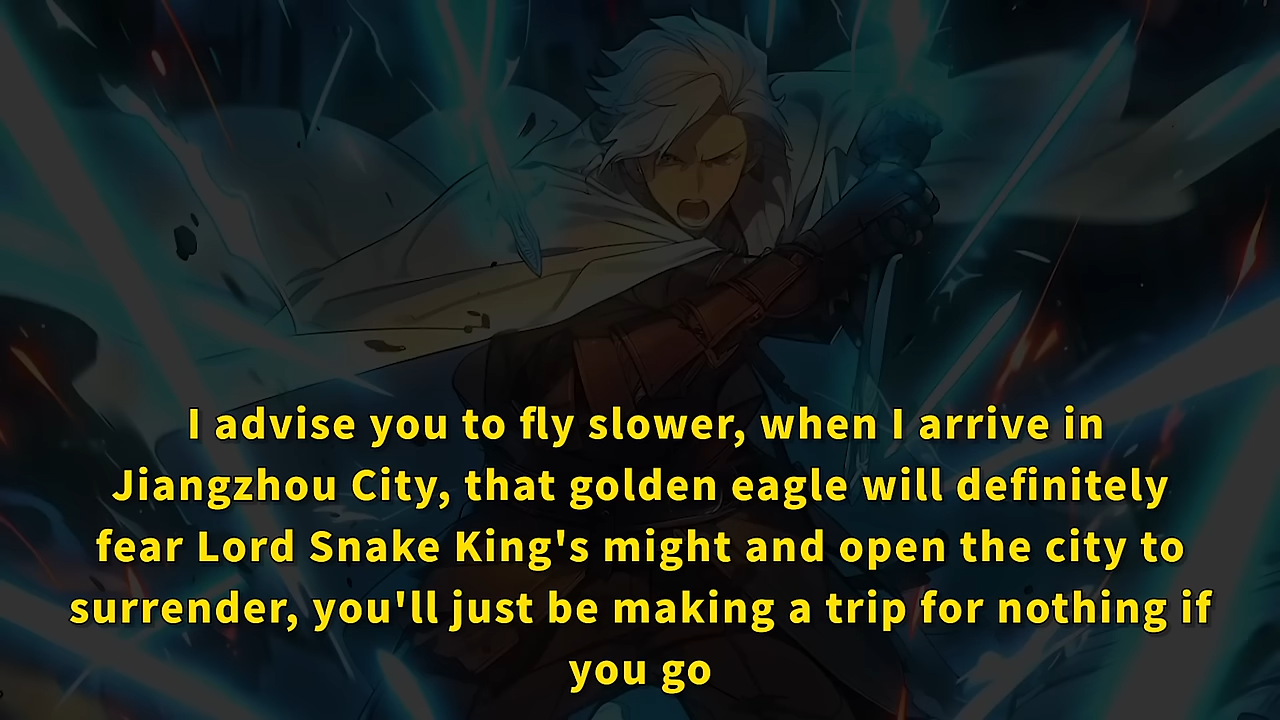 I advise you to fly slower, when I arrive in
Jiangzhou City, that golden eagle will definitely
fear Lord Snake King's might and open the city to
surrender, you'll just be making a trip for nothing if
you go